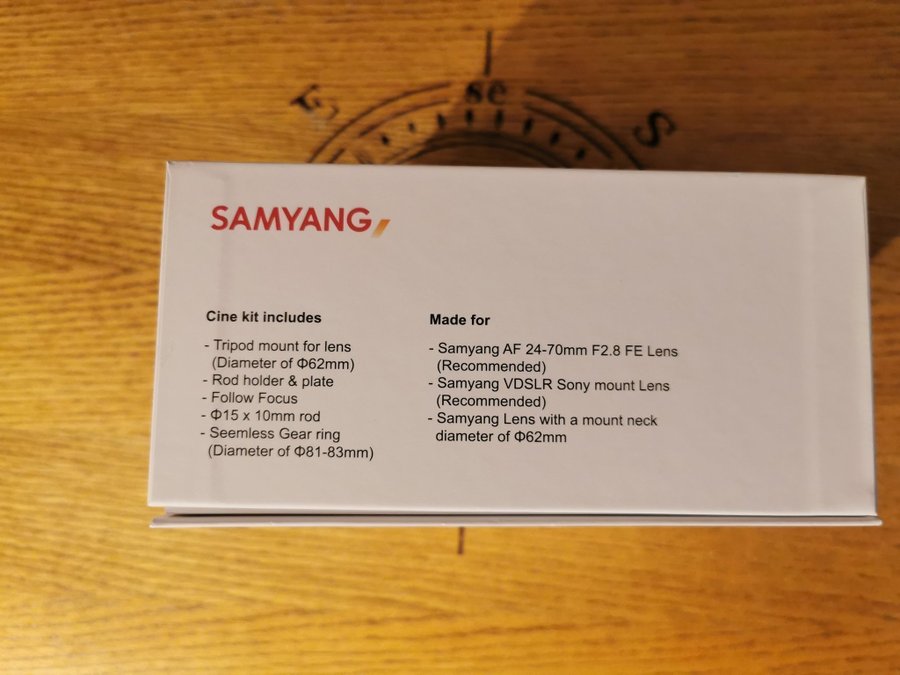 E
se
S
SAMYANG
Cine kit includes
- Tripod mount for lens
(Diameter of Φ62mm)
- Rod holder & plate
- Follow Focus
- Φ15 x 10mm rod
- Seemless Gear ring
(Diameter of Φ81-83mm)
Made for
- Samyang AF 24-70mm F2.8 FE Lens
(Recommended)
- Samyang VDSLR Sony mount Lens
(Recommended)
- Samyang Lens with a mount neck
diameter of Φ62mm